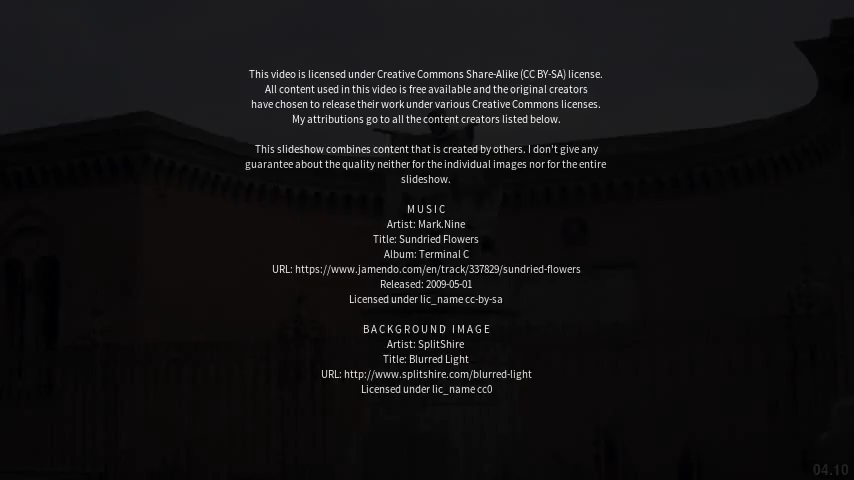 This video is licensed under Creative Commons Share-Alike (CC BY-SA) license.
All content used in this video is free available and the original creators
have chosen to release their work under various Creative Commons licenses.
My attributions go to all the content creators listed below.
This slideshow combines content that is created by others. I don't give any
guarantee about the quality neither for the individual images nor for the entire
slideshow.
MUSIC
Artist: Mark.Nine
Title: Sundried Flowers
Album: Terminal C
URL: https://www.jamendo.com/en/track/337829/sundried-flowers
Released: 2009-05-01
Licensed under lic_name cc-by-sa
BACKGROUND IMAGE
Artist: SplitShire
Title: Blurred Light
URL: http://www.splitshire.com/blurred-light
Licensed under lic_name cc0
04.10